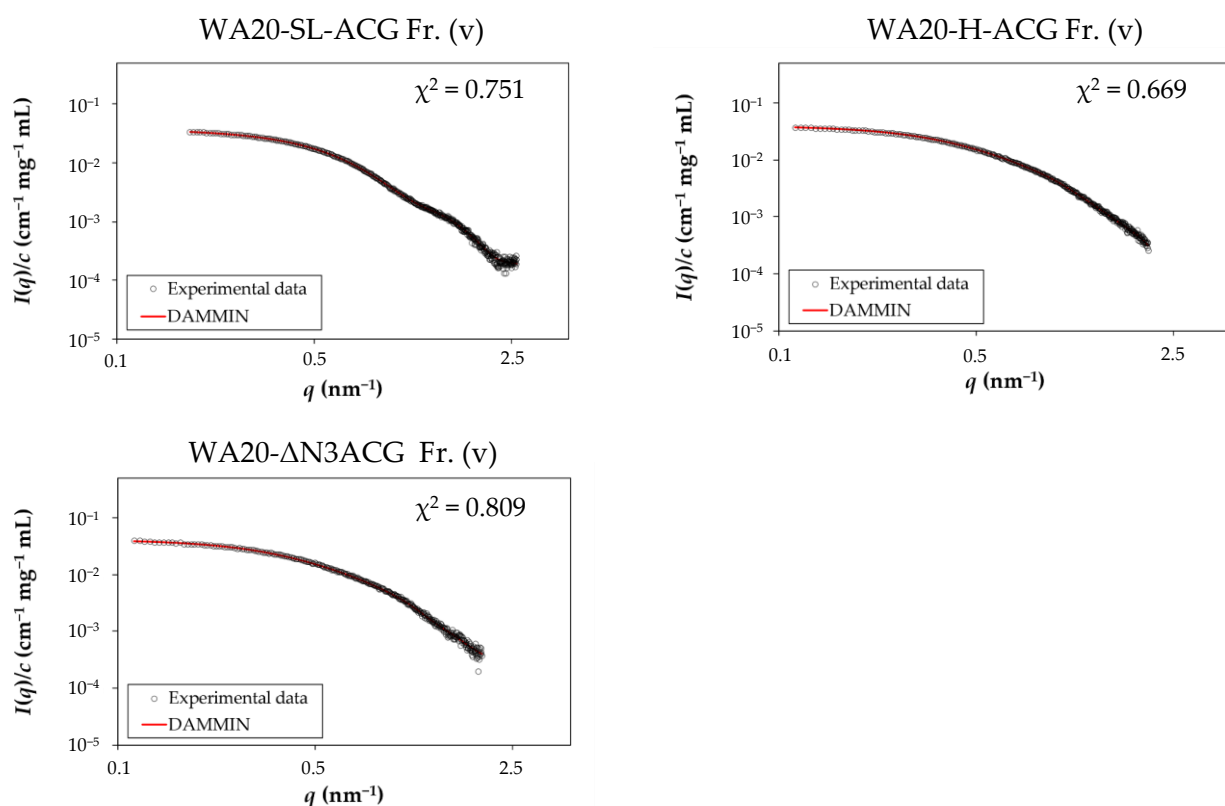 WA20-SL-ACG Fr. (v)
χ² = 0.751
I(q)/c (cm⁻¹ mg⁻¹ mL)
10⁻¹
10⁻²
10⁻³
10⁻⁴
10⁻⁵
Experimental data
DAMMIN
0.1 0.5 2.5
q (nm⁻¹)
WA20-H-ACG Fr. (v)
χ² = 0.669
I(q)/c (cm⁻¹ mg⁻¹ mL)
10⁻¹
10⁻²
10⁻³
10⁻⁴
10⁻⁵
Experimental data
DAMMIN
0.1 0.5 2.5
q (nm⁻¹)
WA20-ΔN3ACG Fr. (v)
χ² = 0.809
I(q)/c (cm⁻¹ mg⁻¹ mL)
10⁻¹
10⁻²
10⁻³
10⁻⁴
10⁻⁵
Experimental data
DAMMIN
0.1 0.5 2.5
q (nm⁻¹)